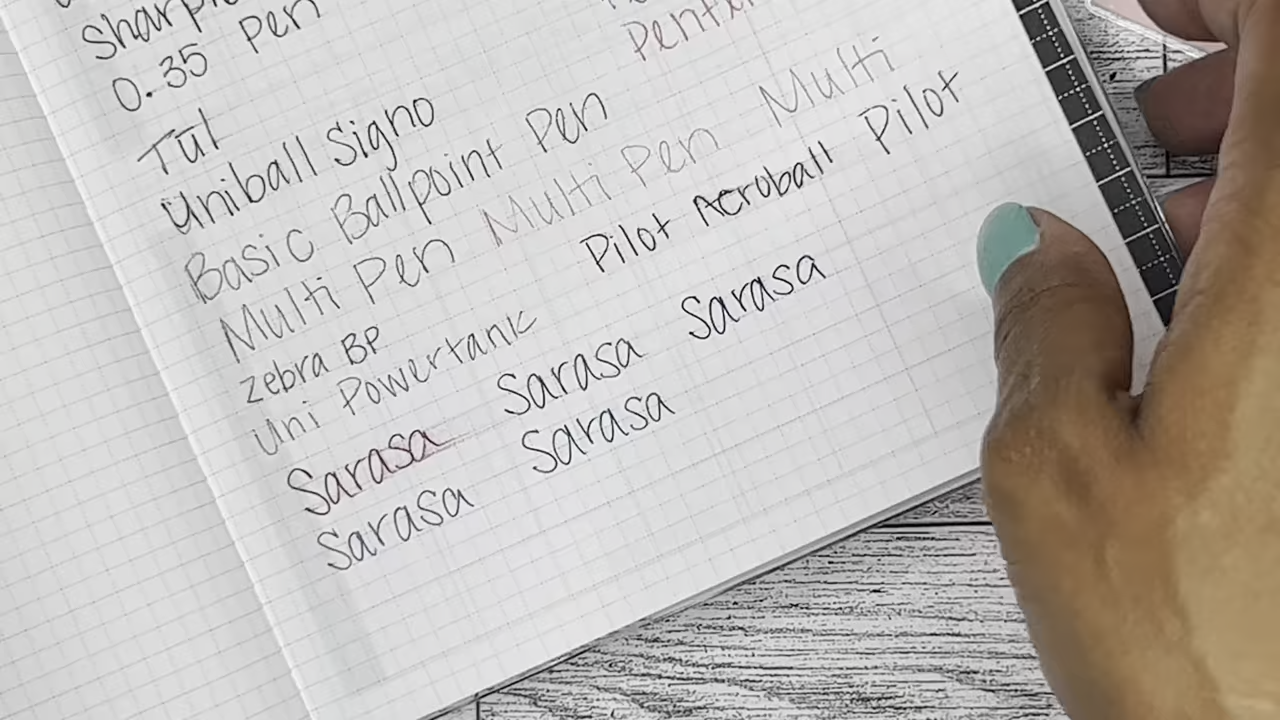 Sharpie
0.35 Pen
Tul
Uniball Signo
Basic Ballpoint Pen
Multi Pen Multi Pen Multi
Zebra BP Pilot Acroball Pilot
Uni Powertank
Sarasa Sarasa Sarasa
Sarasa Sarasa